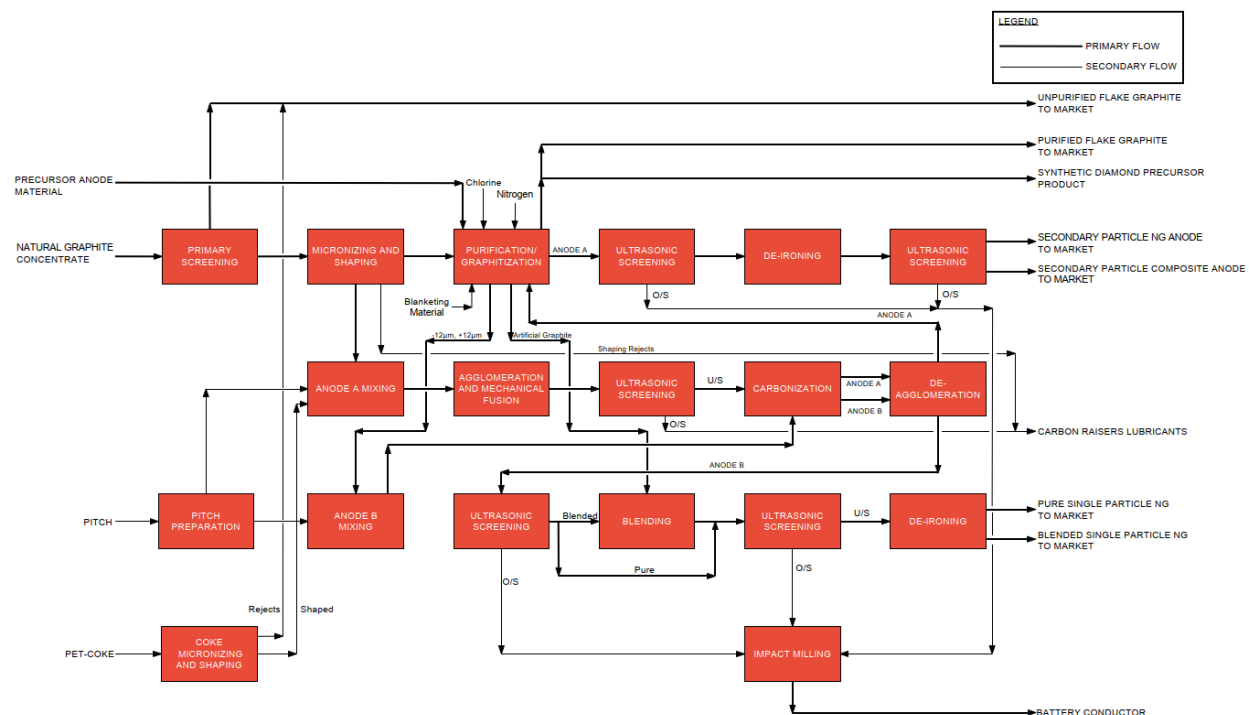 LEGEND
PRIMARY FLOW
SECONDARY FLOW
UNPURIFIED FLAKE GRAPHITE
TO MARKET
PURIFIED FLAKE GRAPHITE
TO MARKET
PRECURSOR ANODE
MATERIAL
Chlorine
Nitrogen
SYNTHETIC DIAMOND PRECURSOR
PRODUCT
NATURAL GRAPHITE
CONCENTRATE
PRIMARY
SCREENING
MICRONIZING AND
SHAPING
PURIFICATION/
GRAPHITIZATION
ANODE A
ULTRASONIC
SCREENING
DE-IRONING
ULTRASONIC
SCREENING
SECONDARY PARTICLE NG ANODE
TO MARKET
SECONDARY PARTICLE COMPOSITE ANODE
TO MARKET
Blanketing
Material
O/S
O/S
ANODE A
-12μm, +12μm
Artificial Graphite
Shaping Rejects
ANODE A MIXING
AGGLOMERATION
AND MECHANICAL
FUSION
ULTRASONIC
SCREENING
U/S
CARBONIZATION
ANODE A
ANODE B
DE-
AGGLOMERATION
O/S
CARBON RAISERS LUBRICANTS
ANODE B
PITCH
PITCH
PREPARATION
ANODE B
MIXING
ULTRASONIC
SCREENING
Blended
BLENDING
ULTRASONIC
SCREENING
U/S
DE-IRONING
PURE SINGLE PARTICLE NG
TO MARKET
BLENDED SINGLE PARTICLE NG
TO MARKET
Pure
O/S
O/S
Rejects
Shaped
PET-COKE
COKE
MICRONIZING
AND SHAPING
IMPACT MILLING
BATTERY CONDUCTOR